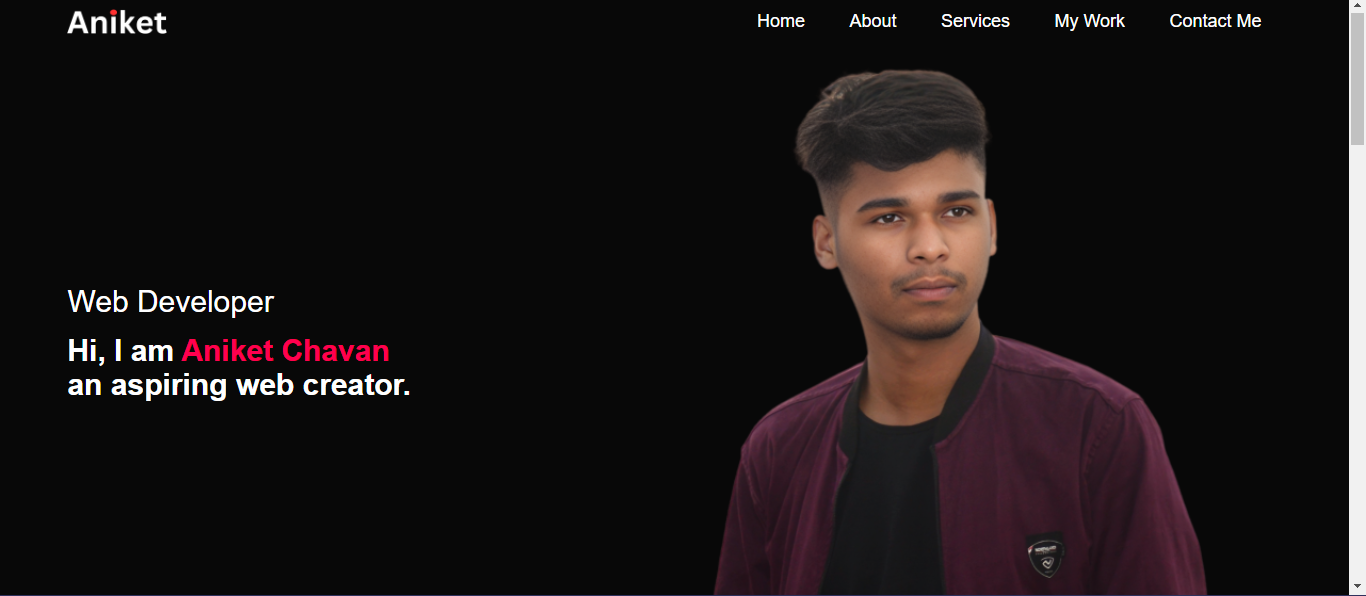 Aniket
Home About Services My Work Contact Me
Web Developer
Hi, I am Aniket Chavan
an aspiring web creator.